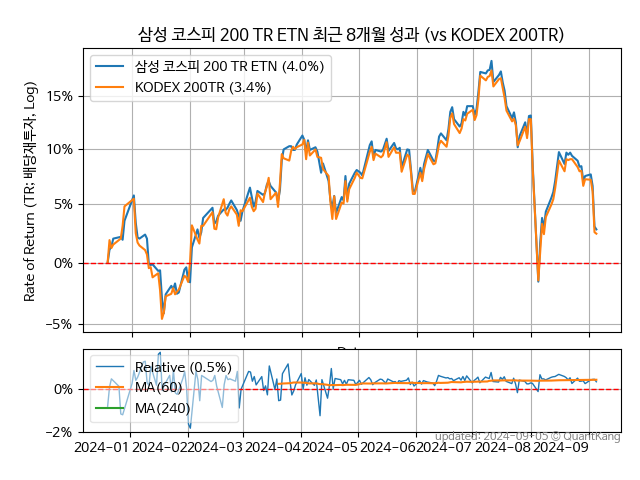 삼성 코스피 200 TR ETN 최근 8개월 성과 (vs KODEX 200TR)
Rate of Return (TR: 배당재투자, Log)
삼성 코스피 200 TR ETN (4.0%)
KODEX 200TR (3.4%)
15%
10%
5%
0%
−5%
Relative (0.5%)
MA(60)
MA(240)
0%
−2%
2024-01
2024-02
2024-03
2024-04
2024-05
2024-06
2024-07
2024-08
2024-09
updated: 2024-09-05 © QuantKang